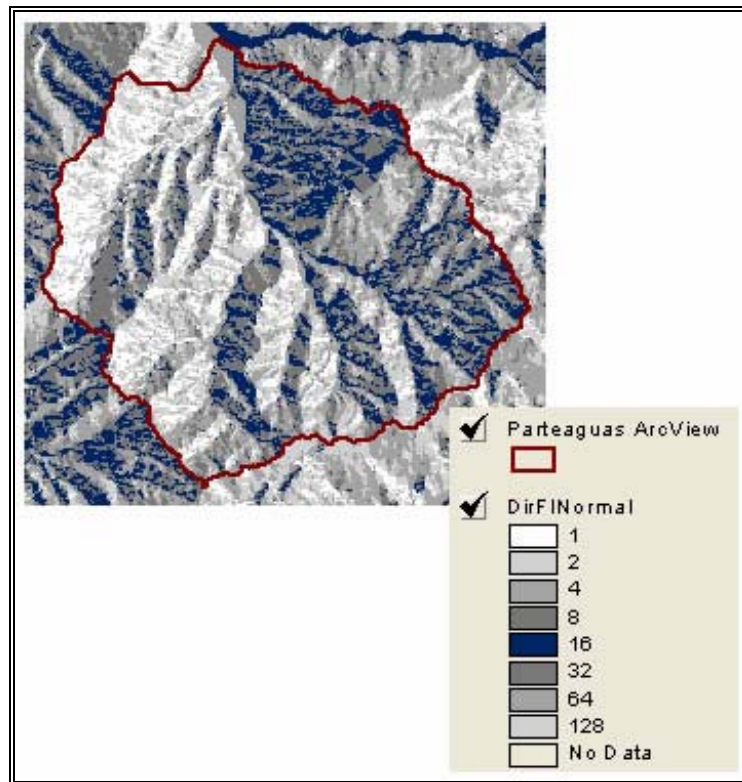 Parteaguas ArcView
DirFlNormal
1
2
4
8
16
32
64
128
No Data